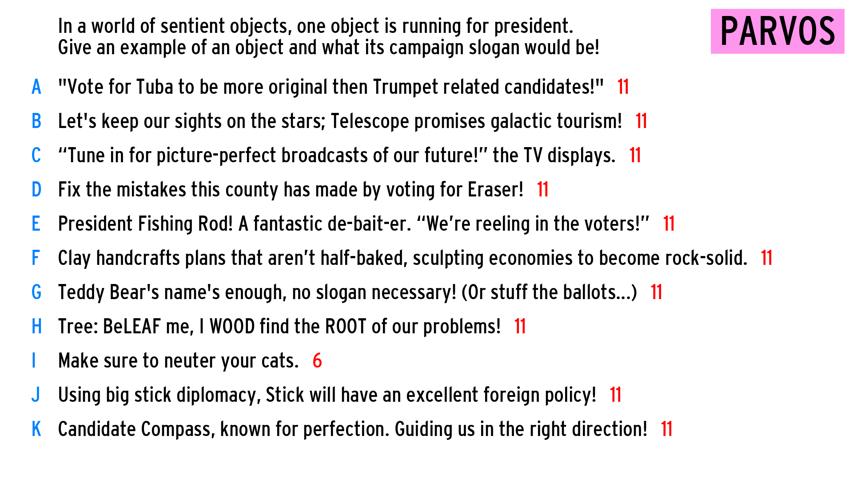 In a world of sentient objects, one object is running for president.
Give an example of an object and what its campaign slogan would be!
PARVOS
A "Vote for Tuba to be more original then Trumpet related candidates!" 11
B Let's keep our sights on the stars; Telescope promises galactic tourism! 11
C “Tune in for picture-perfect broadcasts of our future!” the TV displays. 11
D Fix the mistakes this county has made by voting for Eraser! 11
E President Fishing Rod! A fantastic de-bait-er. “We’re reeling in the voters!” 11
F Clay handcrafts plans that aren’t half-baked, sculpting economies to become rock-solid. 11
G Teddy Bear's name's enough, no slogan necessary! (Or stuff the ballots...) 11
H Tree: BeLEAF me, I WOOD find the ROOT of our problems! 11
I Make sure to neuter your cats. 6
J Using big stick diplomacy, Stick will have an excellent foreign policy! 11
K Candidate Compass, known for perfection. Guiding us in the right direction! 11